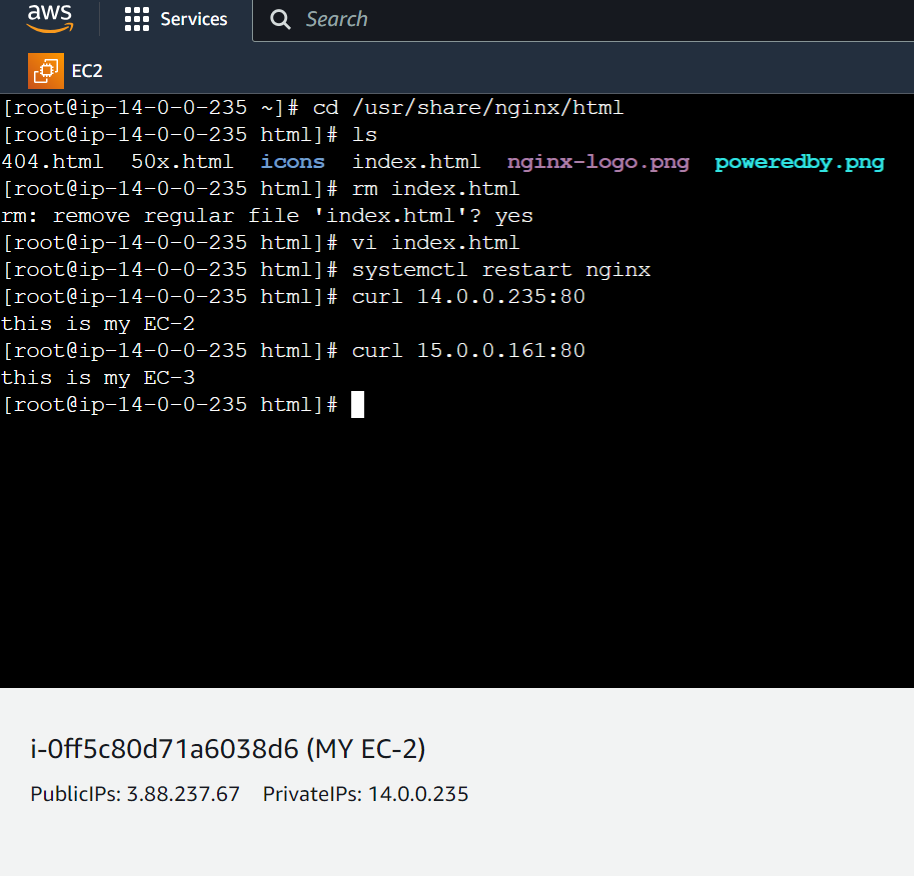 aws Services Search
EC2
[root@ip-14-0-0-235 ~]# cd /usr/share/nginx/html
[root@ip-14-0-0-235 html]# ls
404.html  50x.html  icons  index.html  nginx-logo.png  poweredby.png
[root@ip-14-0-0-235 html]# rm index.html
rm: remove regular file 'index.html'? yes
[root@ip-14-0-0-235 html]# vi index.html
[root@ip-14-0-0-235 html]# systemctl restart nginx
[root@ip-14-0-0-235 html]# curl 14.0.0.235:80
this is my EC-2
[root@ip-14-0-0-235 html]# curl 15.0.0.161:80
this is my EC-3
[root@ip-14-0-0-235 html]#
i-0ff5c80d71a6038d6 (MY EC-2)
PublicIPs: 3.88.237.67    PrivateIPs: 14.0.0.235